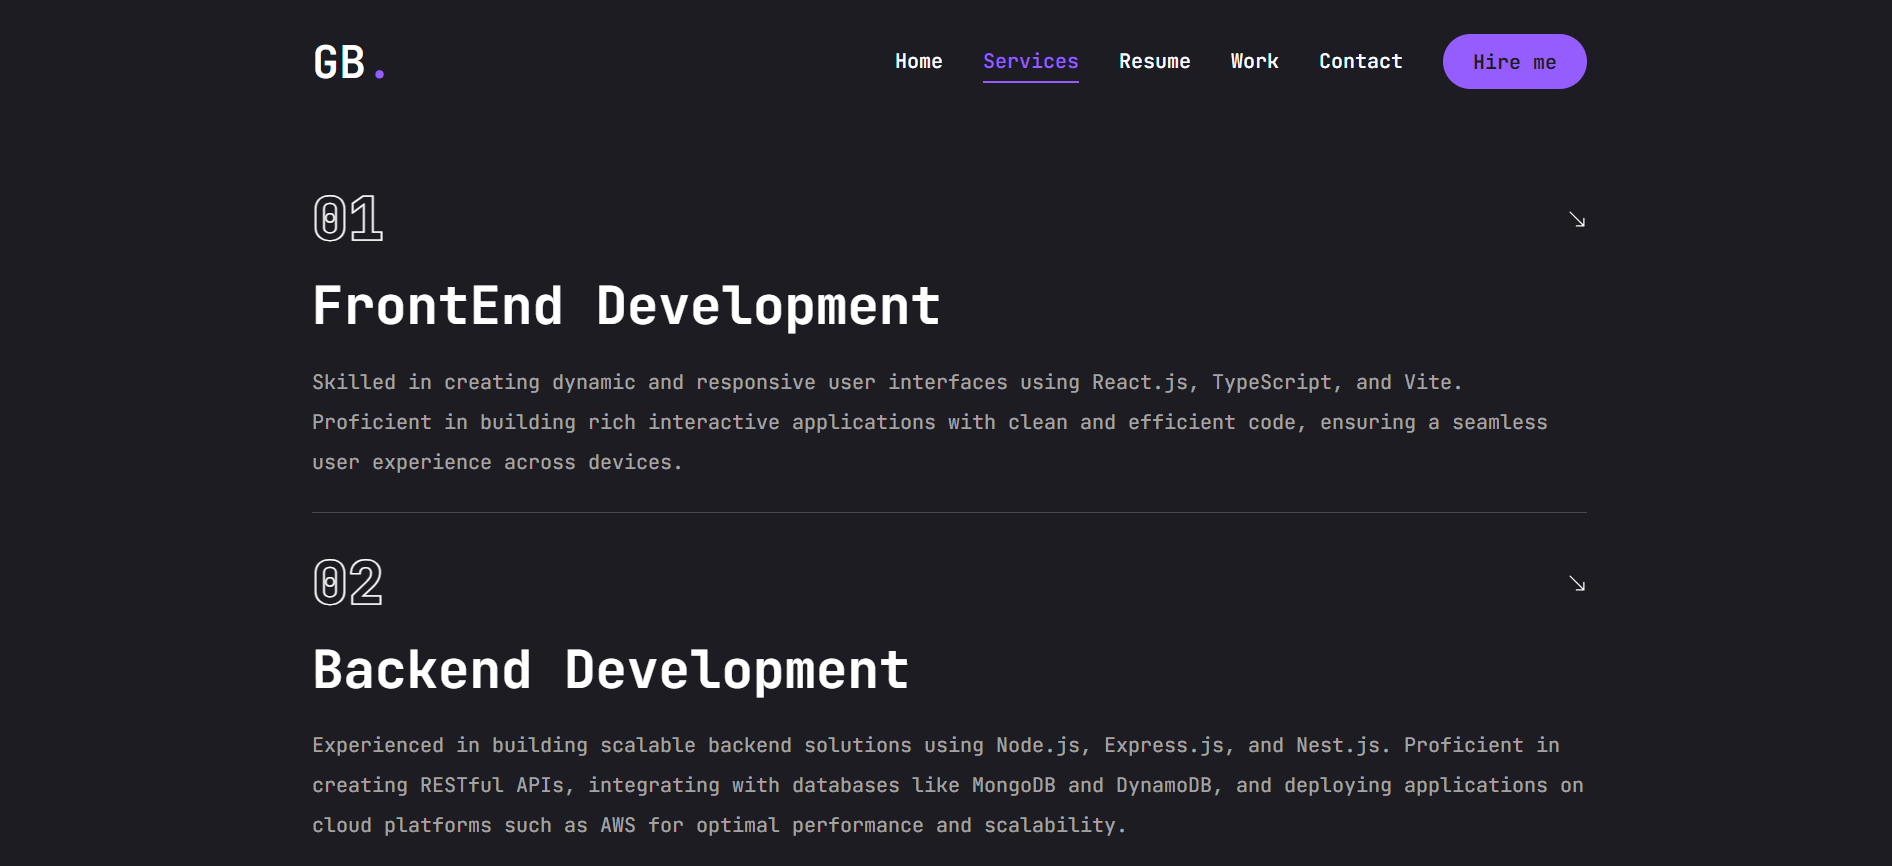 GB.
Home Services Resume Work Contact Hire me
01
FrontEnd Development
Skilled in creating dynamic and responsive user interfaces using React.js, TypeScript, and Vite.
Proficient in building rich interactive applications with clean and efficient code, ensuring a seamless
user experience across devices.
02
Backend Development
Experienced in building scalable backend solutions using Node.js, Express.js, and Nest.js. Proficient in
creating RESTful APIs, integrating with databases like MongoDB and DynamoDB, and deploying applications on
cloud platforms such as AWS for optimal performance and scalability.